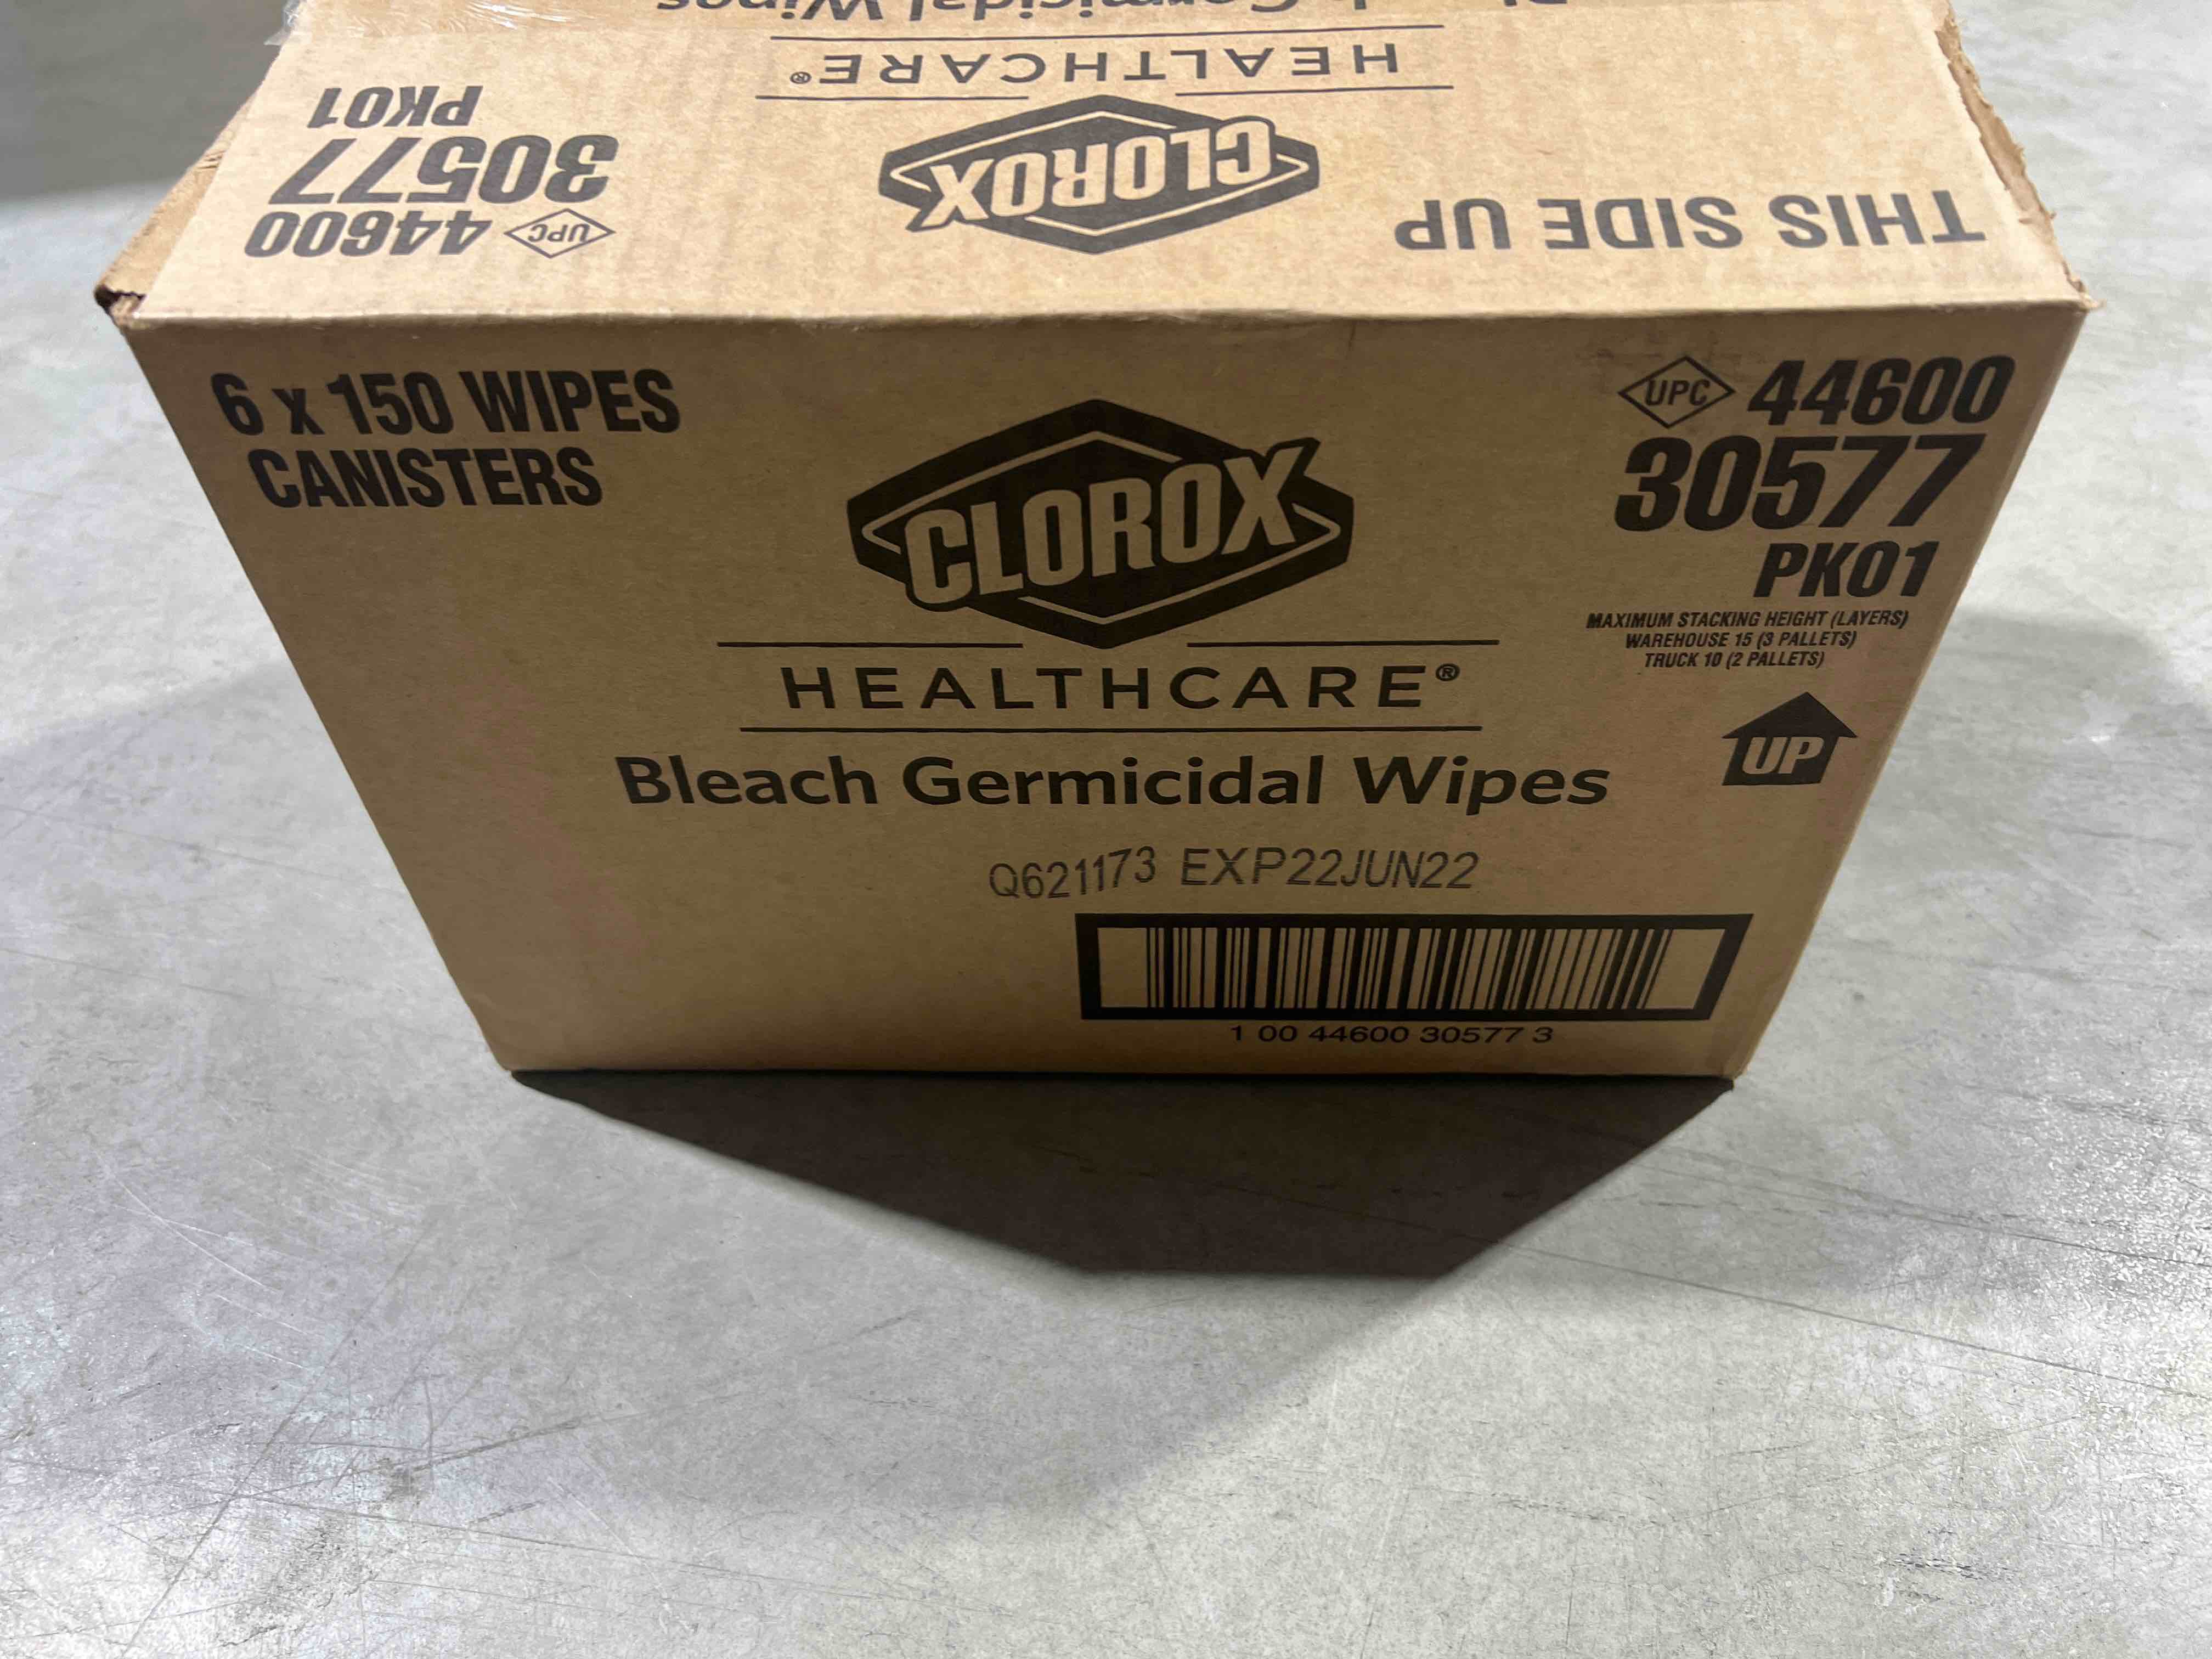 Germicidal Wipes
HEALTHCARE®
CLOROX
PK01
30577
44600 UPC
THIS SIDE UP
6 x 150 WIPES
CANISTERS
CLOROX
HEALTHCARE®
Bleach Germicidal Wipes
Q621173 EXP22JUN22
UPC 44600
30577
PK01
MAXIMUM STACKING HEIGHT (LAYERS)
WAREHOUSE 15 (3 PALLETS)
TRUCK 10 (2 PALLETS)
UP
1 00 44600 30577 3